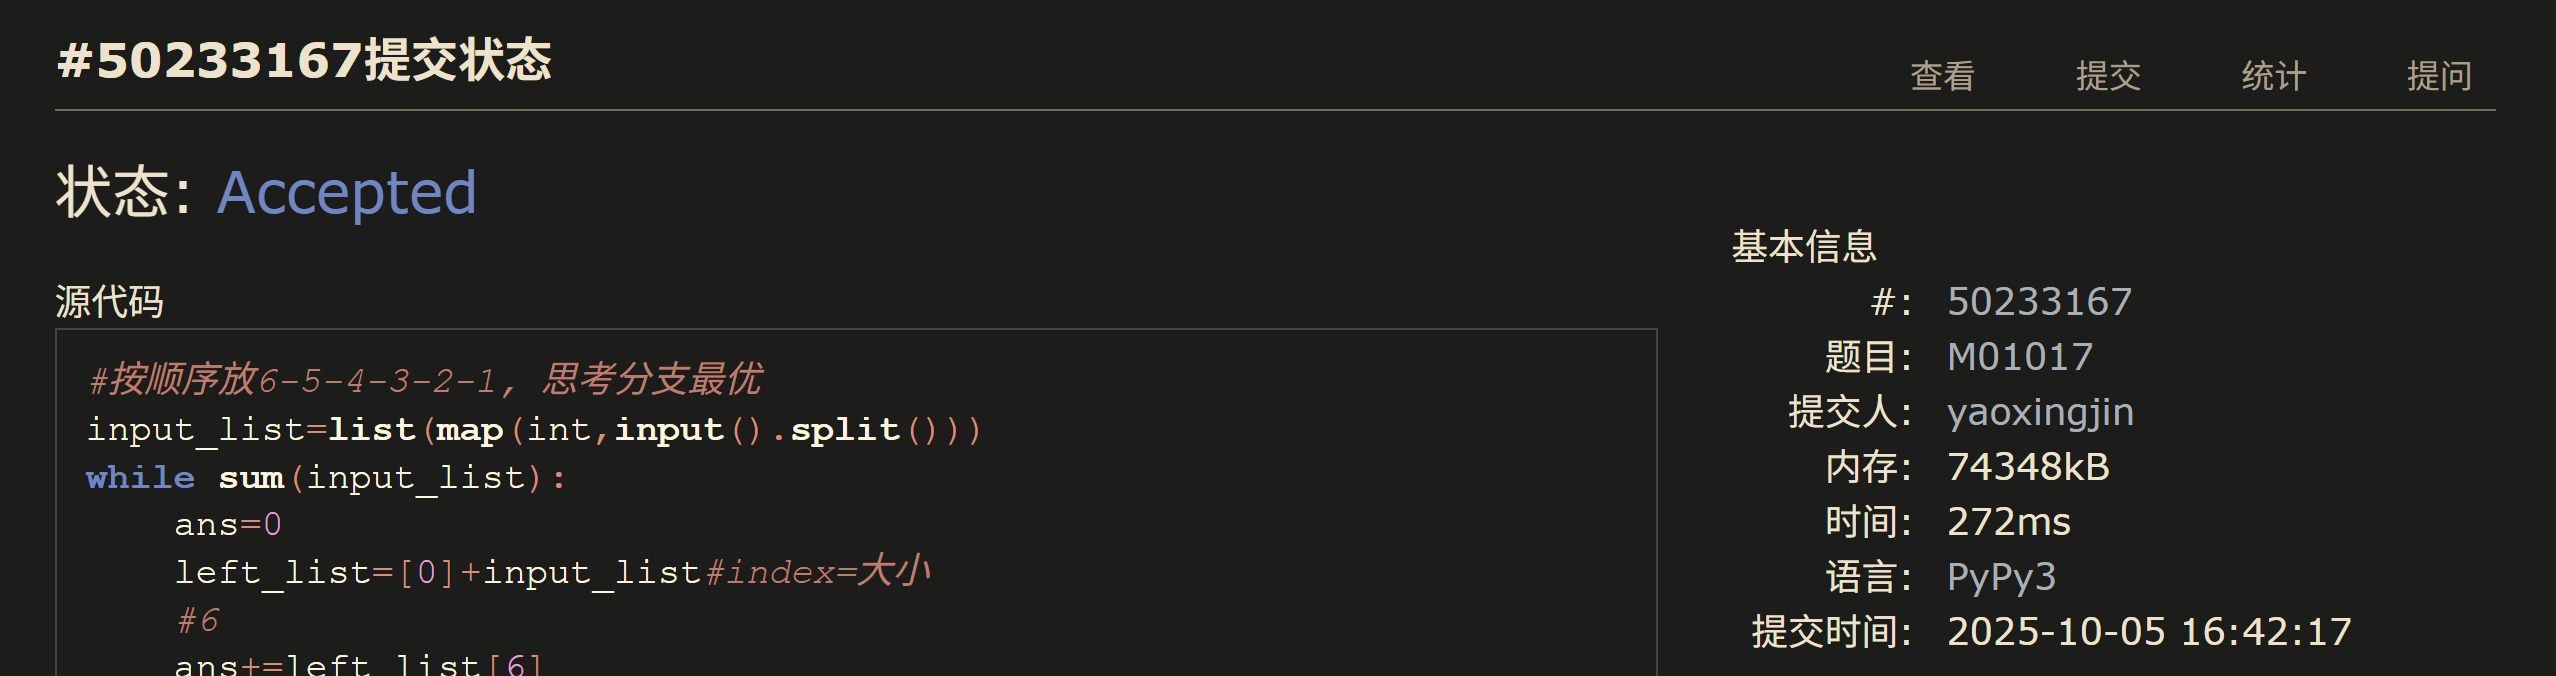 #50233167提交状态
查看 提交 统计 提问
状态: Accepted
源代码
#按顺序放6-5-4-3-2-1, 思考分支最优
input_list=list(map(int,input().split()))
while sum(input_list):
    ans=0
    left_list=[0]+input_list#index=大小
    #6
    ans+=left_list[6]
基本信息
#: 50233167
题目: M01017
提交人: yaoxingjin
内存: 74348kB
时间: 272ms
语言: PyPy3
提交时间: 2025-10-05 16:42:17